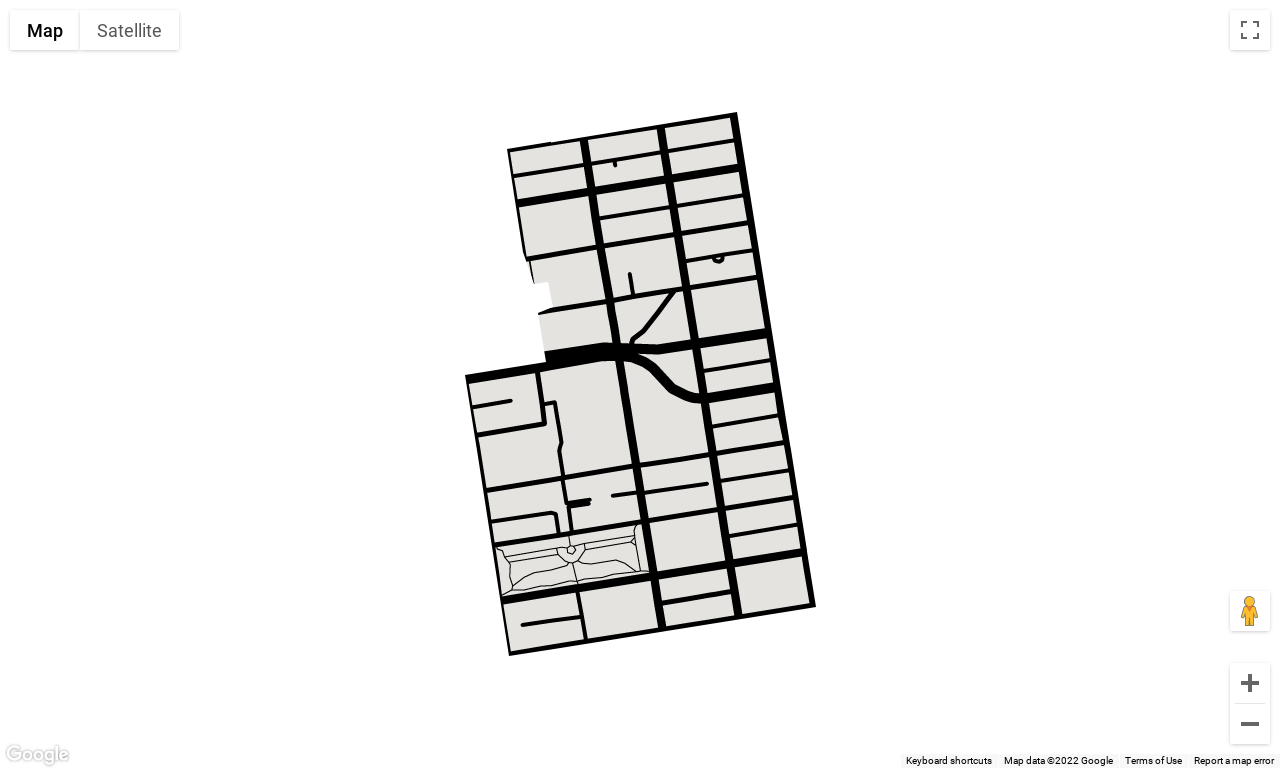 Map Satellite
Google
Keyboard shortcuts Map data ©2022 Google Terms of Use Report a map error